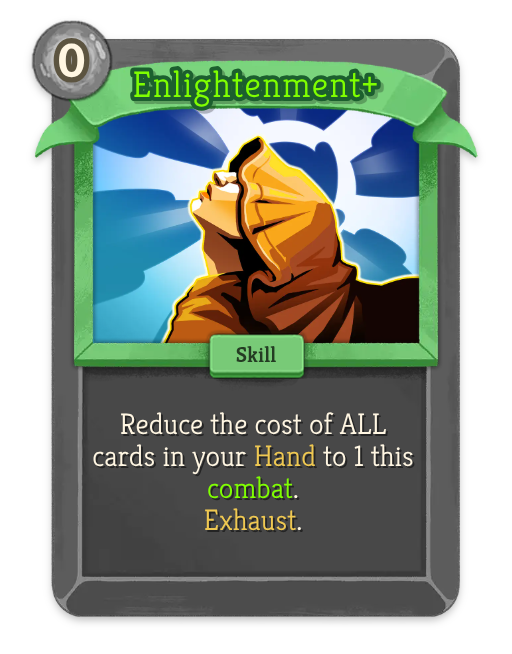 0
Enlightenment+
Skill
Reduce the cost of ALL
cards in your Hand to 1 this
combat.
Exhaust.